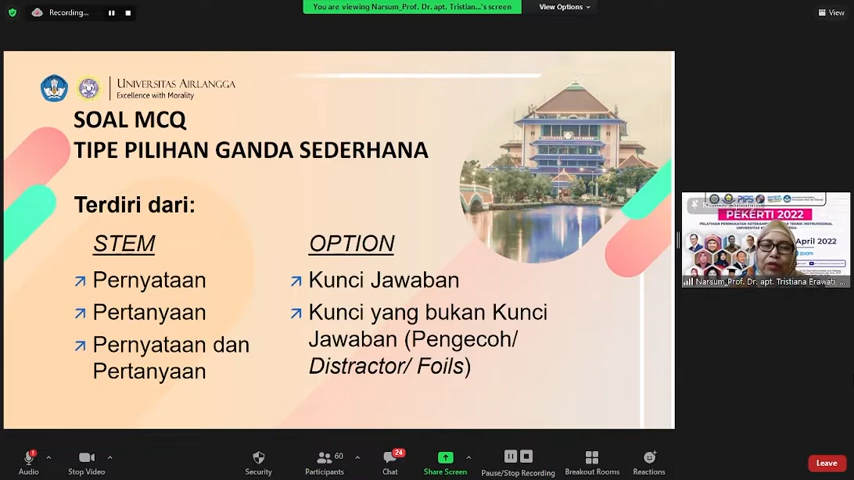 Recording...
You are viewing Narsum_Prof. Dr. apt. Tristian...'s screen
View Options
View
UNIVERSITAS AIRLANGGA
Excellence with Morality
SOAL MCQ
TIPE PILIHAN GANDA SEDERHANA
Terdiri dari:
STEM
Pernyataan
Pertanyaan
Pernyataan dan
Pertanyaan
OPTION
Kunci Jawaban
Kunci yang bukan Kunci
Jawaban (Pengecoh/
Distractor/ Foils)
PEKERTI 2022
April 2022
zoom
Narsum_Prof. Dr. apt. Tristiana Erawati...
Audio
Stop Video
Security
60
Participants
24
Chat
Share Screen
Pause/Stop Recording
Breakout Rooms
Reactions
Leave